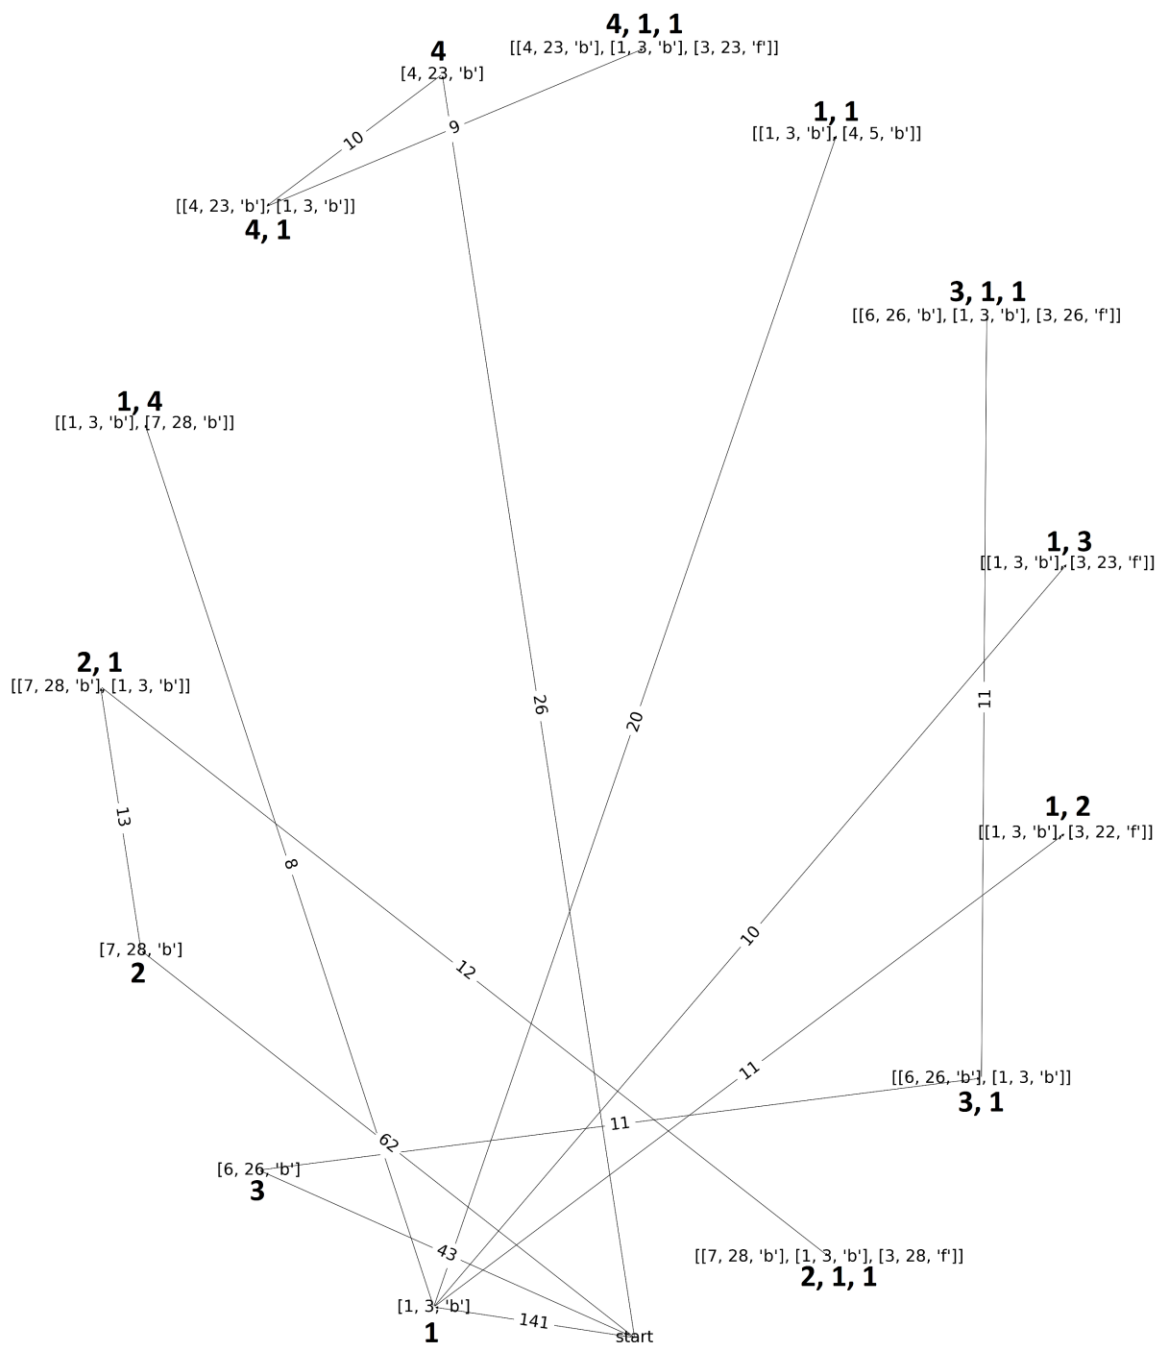 4, 1, 1
[[4, 23, 'b'], [1, 3, 'b'], [3, 23, 'f']]
4
[4, 23, 'b']
1, 1
[[1, 3, 'b'], [4, 5, 'b']]
9
10
[[4, 23, 'b'], [1, 3, 'b']]
4, 1
3, 1, 1
[[6, 26, 'b'], [1, 3, 'b'], [3, 26, 'f']]
1, 4
[[1, 3, 'b'], [7, 28, 'b']]
1, 3
[[1, 3, 'b'], [3, 23, 'f']]
2, 1
[[7, 28, 'b'], [1, 3, 'b']]
26
20
11
13
1, 2
[[1, 3, 'b'], [3, 22, 'f']]
8
10
[7, 28, 'b']
2
12
11
[[6, 26, 'b'], [1, 3, 'b']]
3, 1
11
62
[6, 26, 'b']
3
43
[[7, 28, 'b'], [1, 3, 'b'], [3, 28, 'f']]
2, 1, 1
[1, 3, 'b']
1
141
start